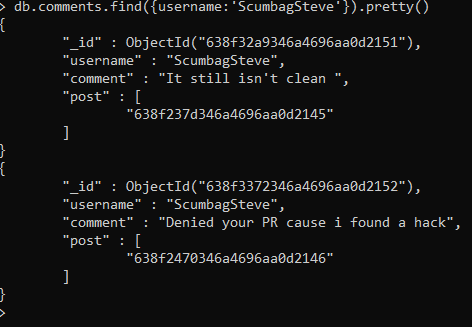 > db.comments.find({username:'ScumbagSteve'}).pretty()
{
"_id" : ObjectId("638f32a9346a4696aa0d2151"),
"username" : "ScumbagSteve",
"comment" : "It still isn't clean ",
"post" : [
"638f237d346a4696aa0d2145"
]
}
{
"_id" : ObjectId("638f3372346a4696aa0d2152"),
"username" : "ScumbagSteve",
"comment" : "Denied your PR cause i found a hack",
"post" : [
"638f2470346a4696aa0d2146"
]
}
>